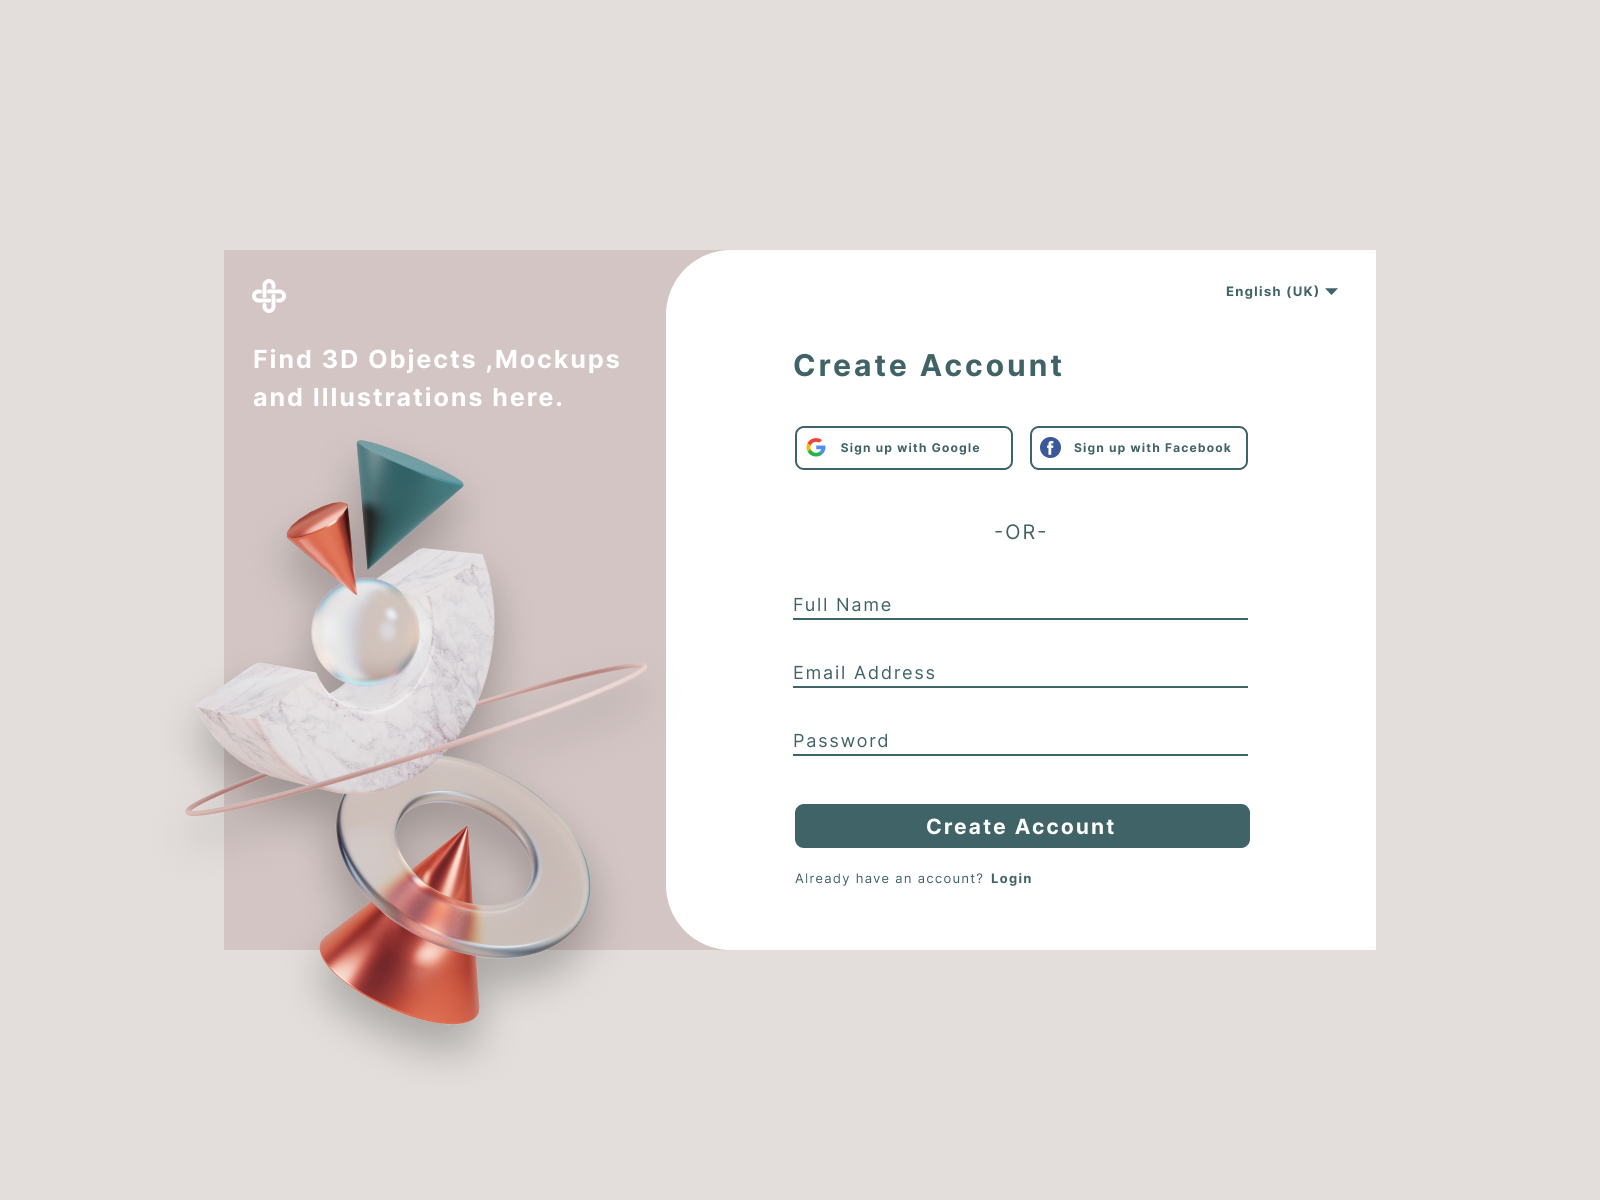 Find 3D Objects ,Mockups
and Illustrations here.
English (UK)
Create Account
Sign up with Google
Sign up with Facebook
-OR-
Full Name
Email Address
Password
Create Account
Already have an account? Login